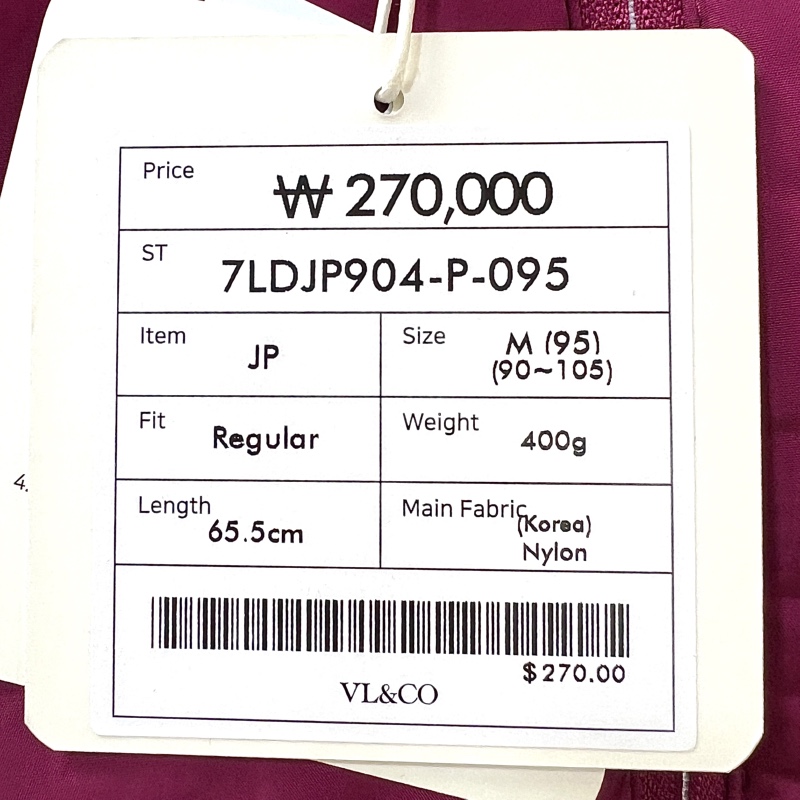 Price
₩ 270,000
ST
7LDJP904-P-095
Item
JP
Size
M (95)
(90~105)
Fit
Regular
Weight
400g
Length
65.5cm
Main Fabric
(Korea)
Nylon
$270.00
VL&CO
4.